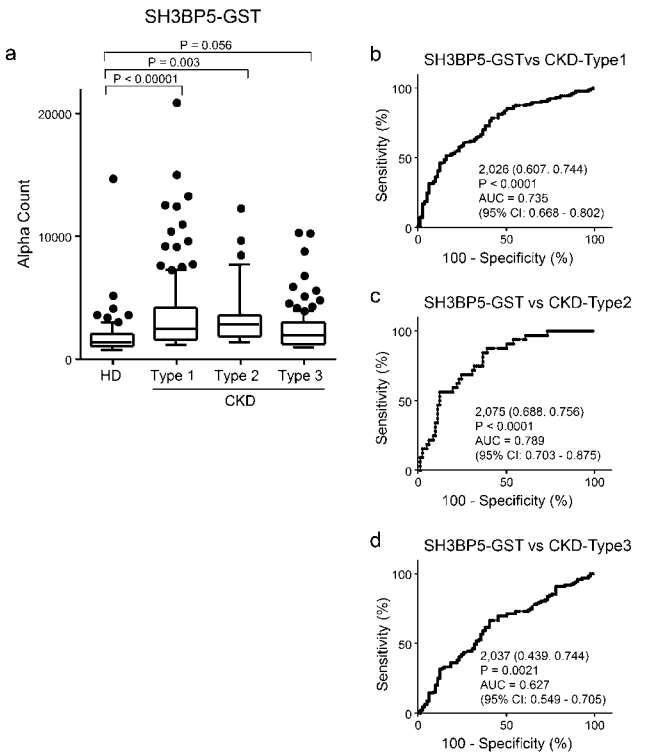 SH3BP5-GST
a
P = 0.056
P = 0.003
P < 0.00001
20000
10000
0
Alpha Count
HD Type 1 Type 2 Type 3
CKD
b
SH3BP5-GSTvs CKD-Type1
100
50
0
Sensitivity (%)
2,026 (0.607. 0.744)
P < 0.0001
AUC = 0.735
(95% CI: 0.668 - 0.802)
0 50 100
100 - Specificity (%)
c
SH3BP5-GST vs CKD-Type2
100
50
0
Sensitivity (%)
2,075 (0.688. 0.756)
P < 0.0001
AUC = 0.789
(95% CI: 0.703 - 0.875)
0 50 100
100 - Specificity (%)
d
SH3BP5-GST vs CKD-Type3
100
50
0
Sensitivity (%)
2,037 (0.439. 0.744)
P = 0.0021
AUC = 0.627
(95% CI: 0.549 - 0.705)
0 50 100
100 - Specificity (%)